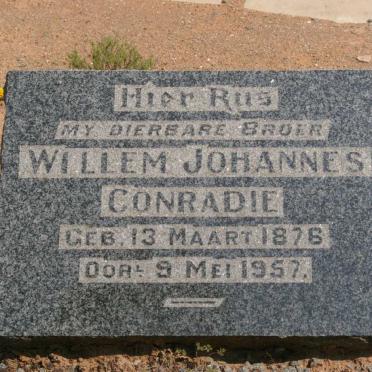 Hier Rus
My Dierbare Broer
Willem Johannes
Conradie
Geb. 13 Maart 1876
Oorl. 9 Mei 1957.